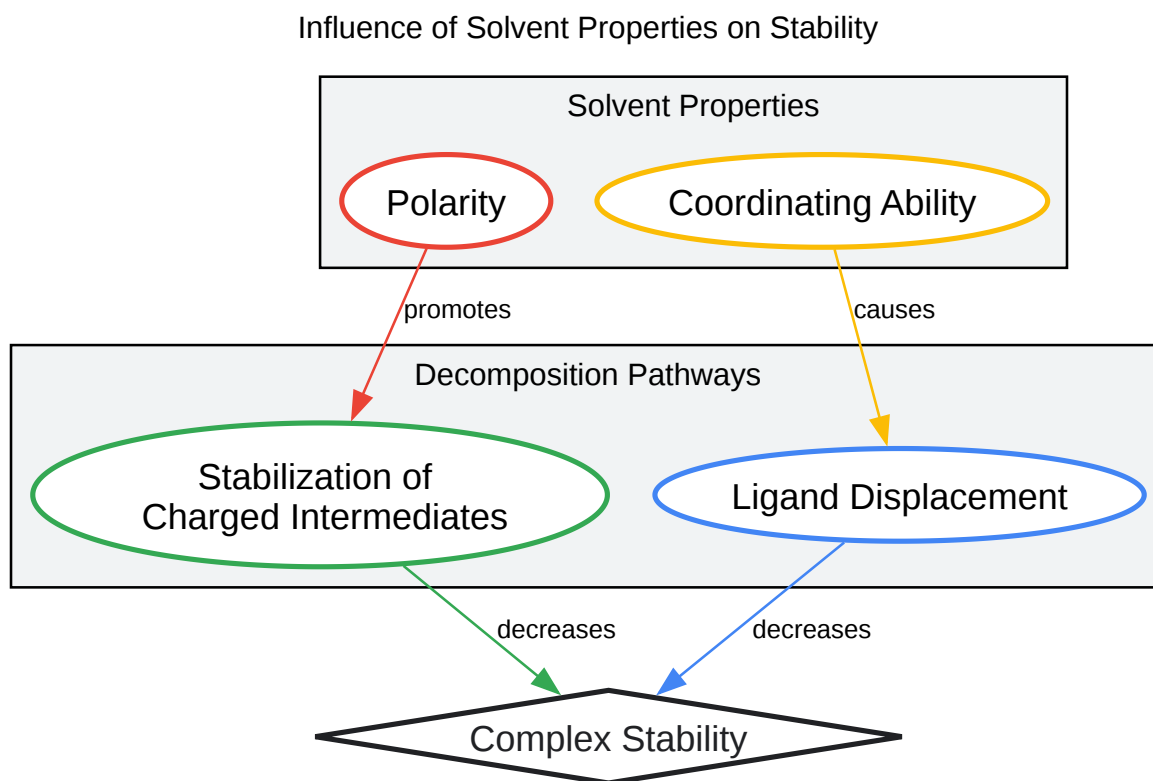 Influence of Solvent Properties on Stability
Solvent Properties
Polarity
Coordinating Ability
promotes
causes
Decomposition Pathways
Stabilization of
Charged Intermediates
Ligand Displacement
decreases
decreases
Complex Stability